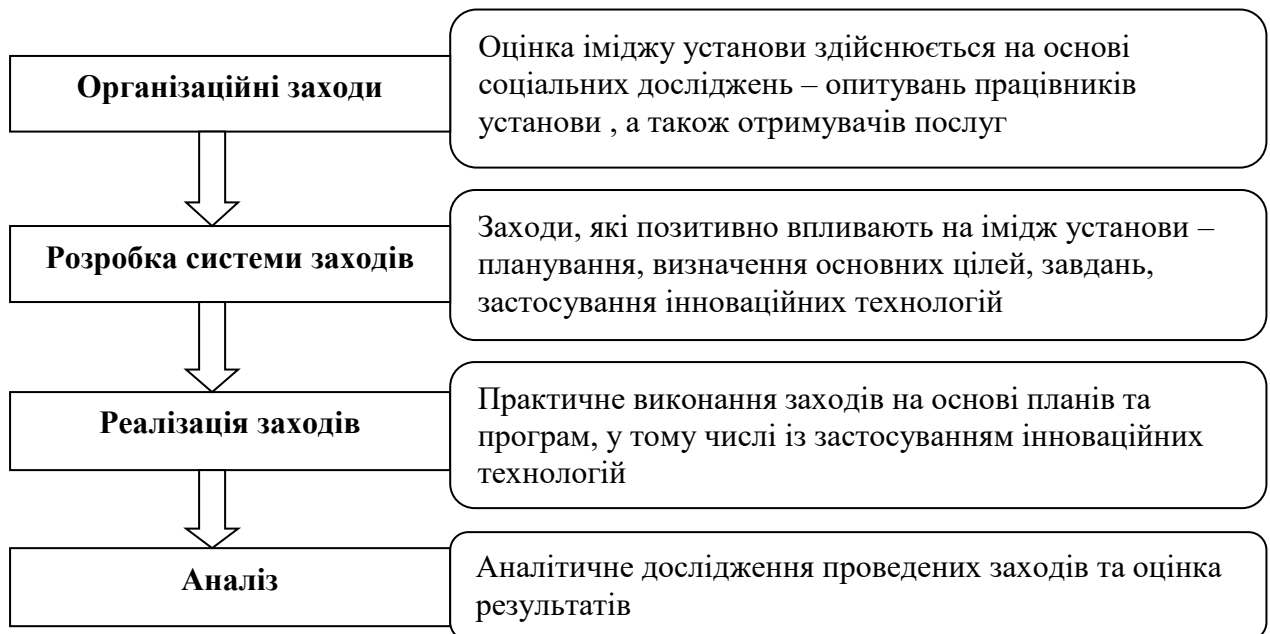 Організаційні заходи
Оцінка іміджу установи здійснюється на основі
соціальних досліджень – опитувань працівників
установи , а також отримувачів послуг
Розробка системи заходів
Заходи, які позитивно впливають на імідж установи –
планування, визначення основних цілей, завдань,
застосування інноваційних технологій
Реалізація заходів
Практичне виконання заходів на основі планів та
програм, у тому числі із застосуванням інноваційних
технологій
Аналіз
Аналітичне дослідження проведених заходів та оцінка
результатів